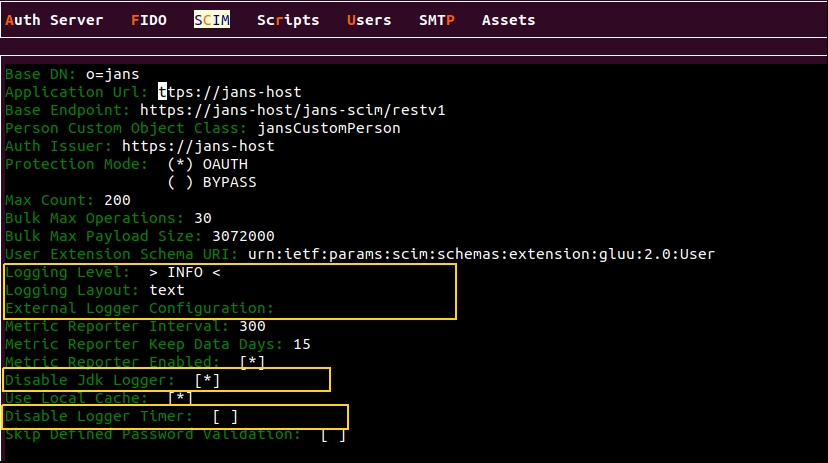 Auth Server FIDO SCIM Scripts Users SMTP Assets
Base DN: o=jans
Application Url: ttps://jans-host
Base Endpoint: https://jans-host/jans-scim/restv1
Person Custom Object Class: jansCustomPerson
Auth Issuer: https://jans-host
Protection Mode: (*) OAUTH
( ) BYPASS
Max Count: 200
Bulk Max Operations: 30
Bulk Max Payload Size: 3072000
User Extension Schema URI: urn:ietf:params:scim:schemas:extension:gluu:2.0:User
Logging Level: > INFO <
Logging Layout: text
External Logger Configuration:
Metric Reporter Interval: 300
Metric Reporter Keep Data Days: 15
Metric Reporter Enabled: [*]
Disable Jdk Logger: [*]
Use Local Cache: [*]
Disable Logger Timer: [ ]
Skip Defined Password Validation: [ ]